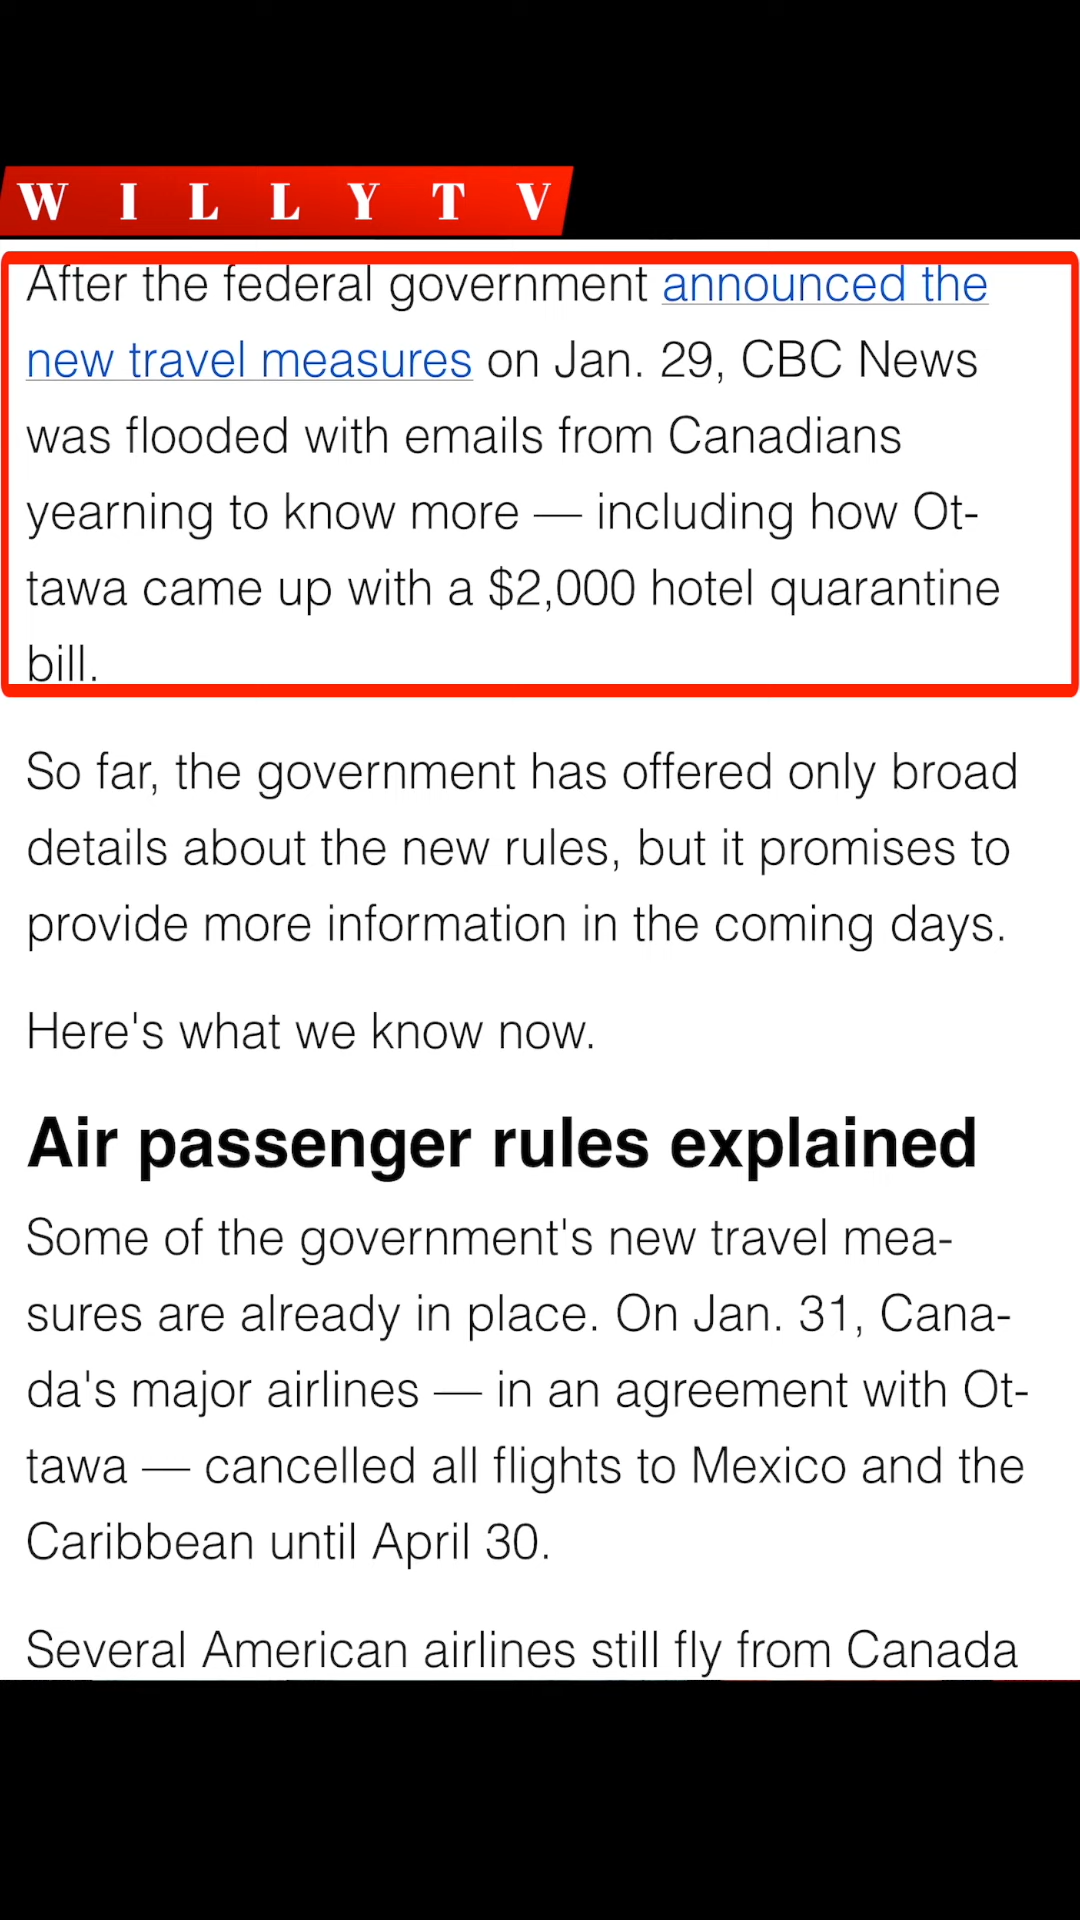 WILLY TV
After the federal government announced the
new travel measures on Jan. 29, CBC News
was flooded with emails from Canadians
yearning to know more — including how Ot-
tawa came up with a $2,000 hotel quarantine
bill.
So far, the government has offered only broad
details about the new rules, but it promises to
provide more information in the coming days.
Here's what we know now.
Air passenger rules explained
Some of the government's new travel mea-
sures are already in place. On Jan. 31, Cana-
da's major airlines — in an agreement with Ot-
tawa — cancelled all flights to Mexico and the
Caribbean until April 30.
Several American airlines still fly from Canada